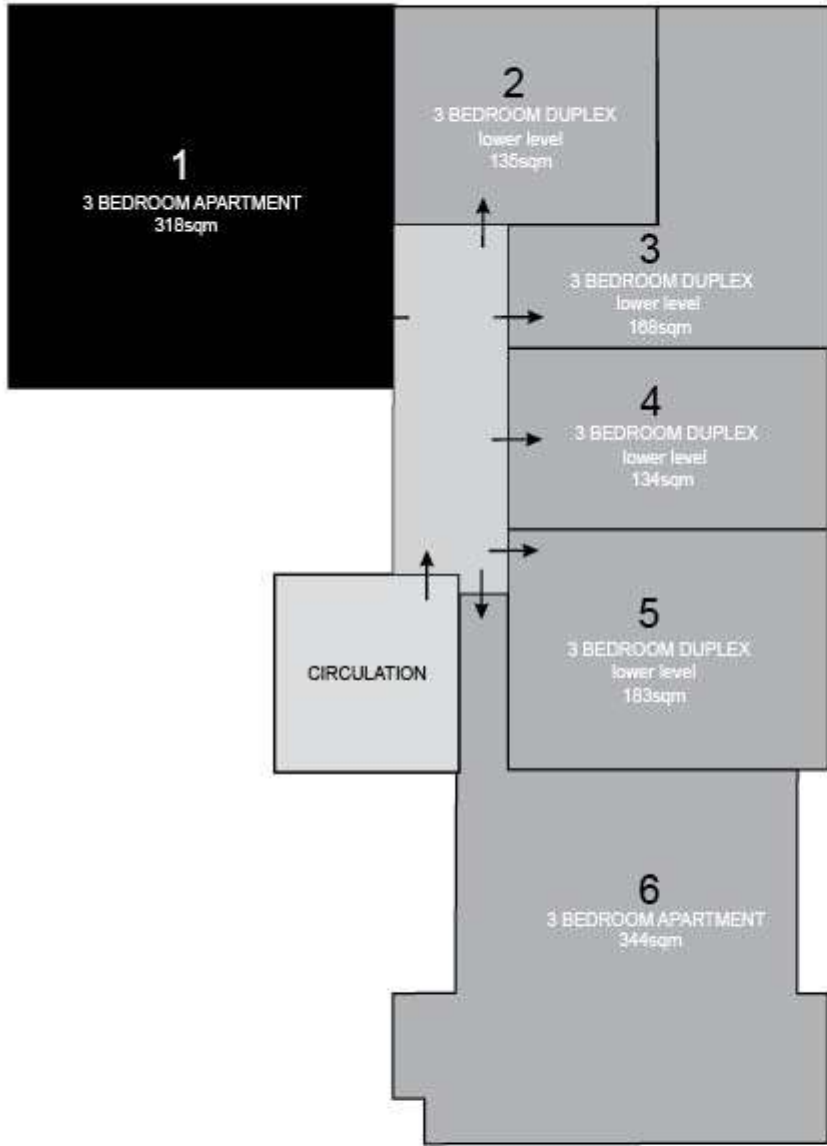 1
3 BEDROOM APARTMENT
318sqm
2
3 BEDROOM DUPLEX
lower level
135sqm
3
3 BEDROOM DUPLEX
lower level
168sqm
4
3 BEDROOM DUPLEX
lower level
134sqm
5
3 BEDROOM DUPLEX
lower level
183sqm
CIRCULATION
6
3 BEDROOM APARTMENT
344sqm